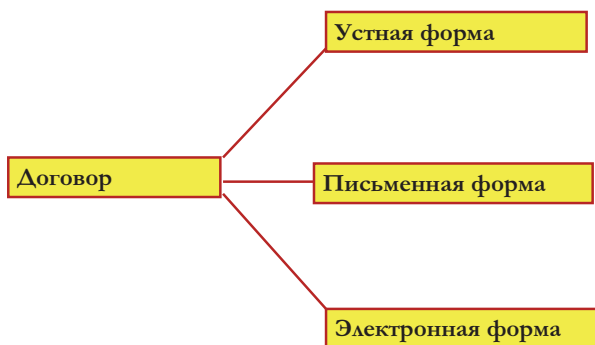 Устная форма
Договор
Письменная форма
Электронная форма